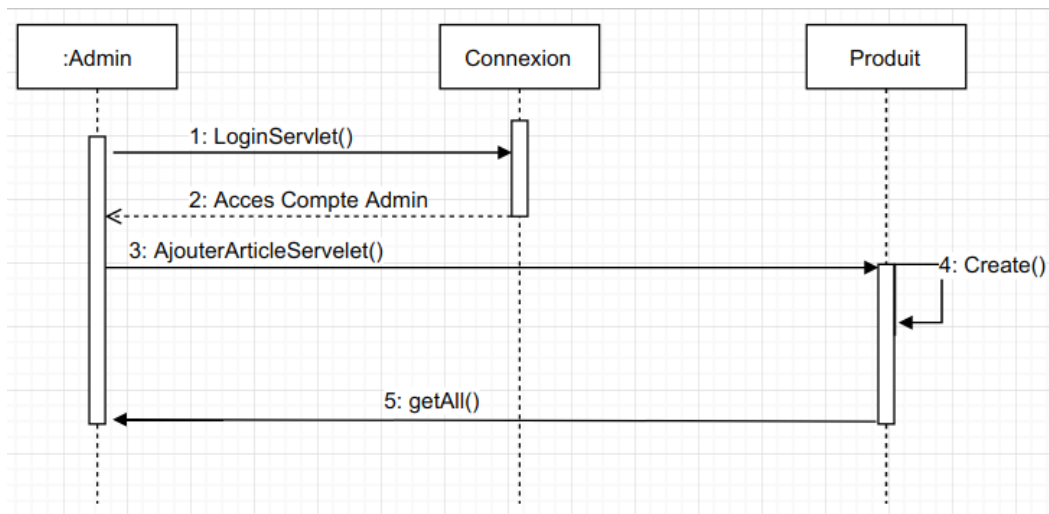 :Admin
Connexion
Produit
1: LoginServlet()
2: Acces Compte Admin
3: AjouterArticleServelet()
4: Create()
5: getAll()